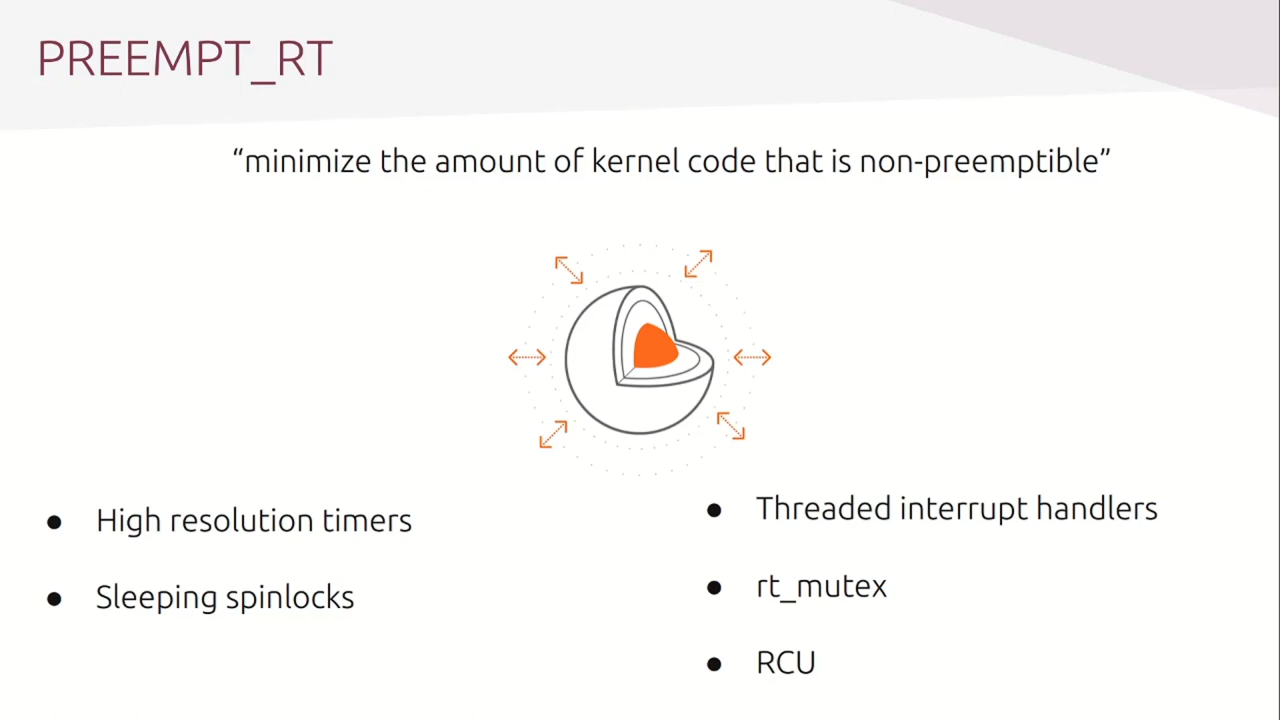 PREEMPT_RT
“minimize the amount of kernel code that is non-preemptible”
● High resolution timers
● Sleeping spinlocks
● Threaded interrupt handlers
● rt_mutex
● RCU